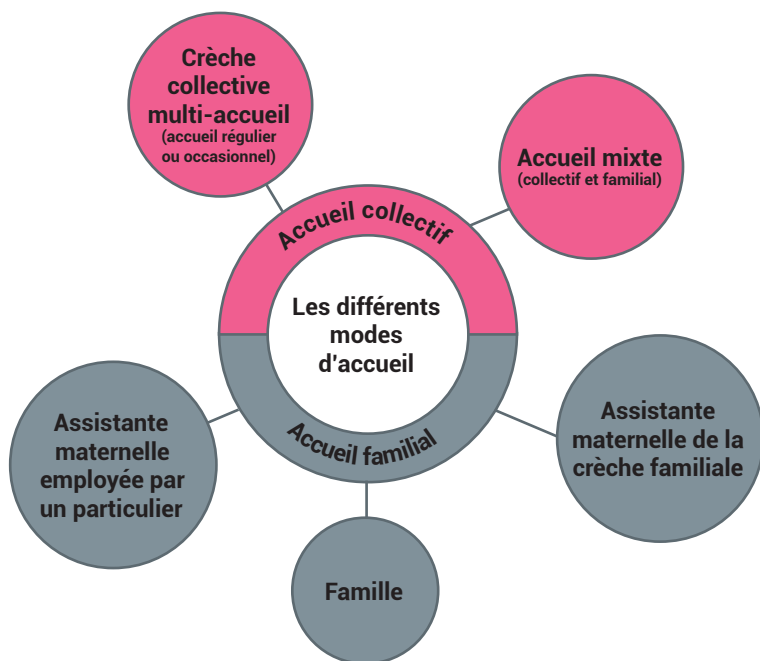 Crèche
collective
multi-accueil
(accueil régulier
ou occasionnel)
Accueil mixte
(collectif et familial)
Accueil collectif
Les différents
modes
d'accueil
Accueil familial
Assistante
maternelle
employée par
un particulier
Assistante
maternelle de la
crèche familiale
Famille